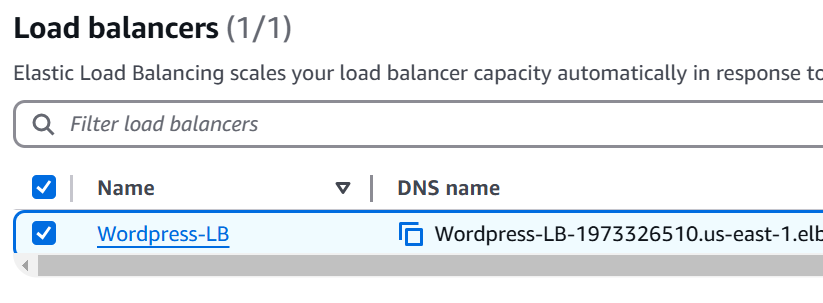 Load balancers (1/1)
Elastic Load Balancing scales your load balancer capacity automatically in response to
Filter load balancers
Name DNS name
Wordpress-LB Wordpress-LB-1973326510.us-east-1.elb